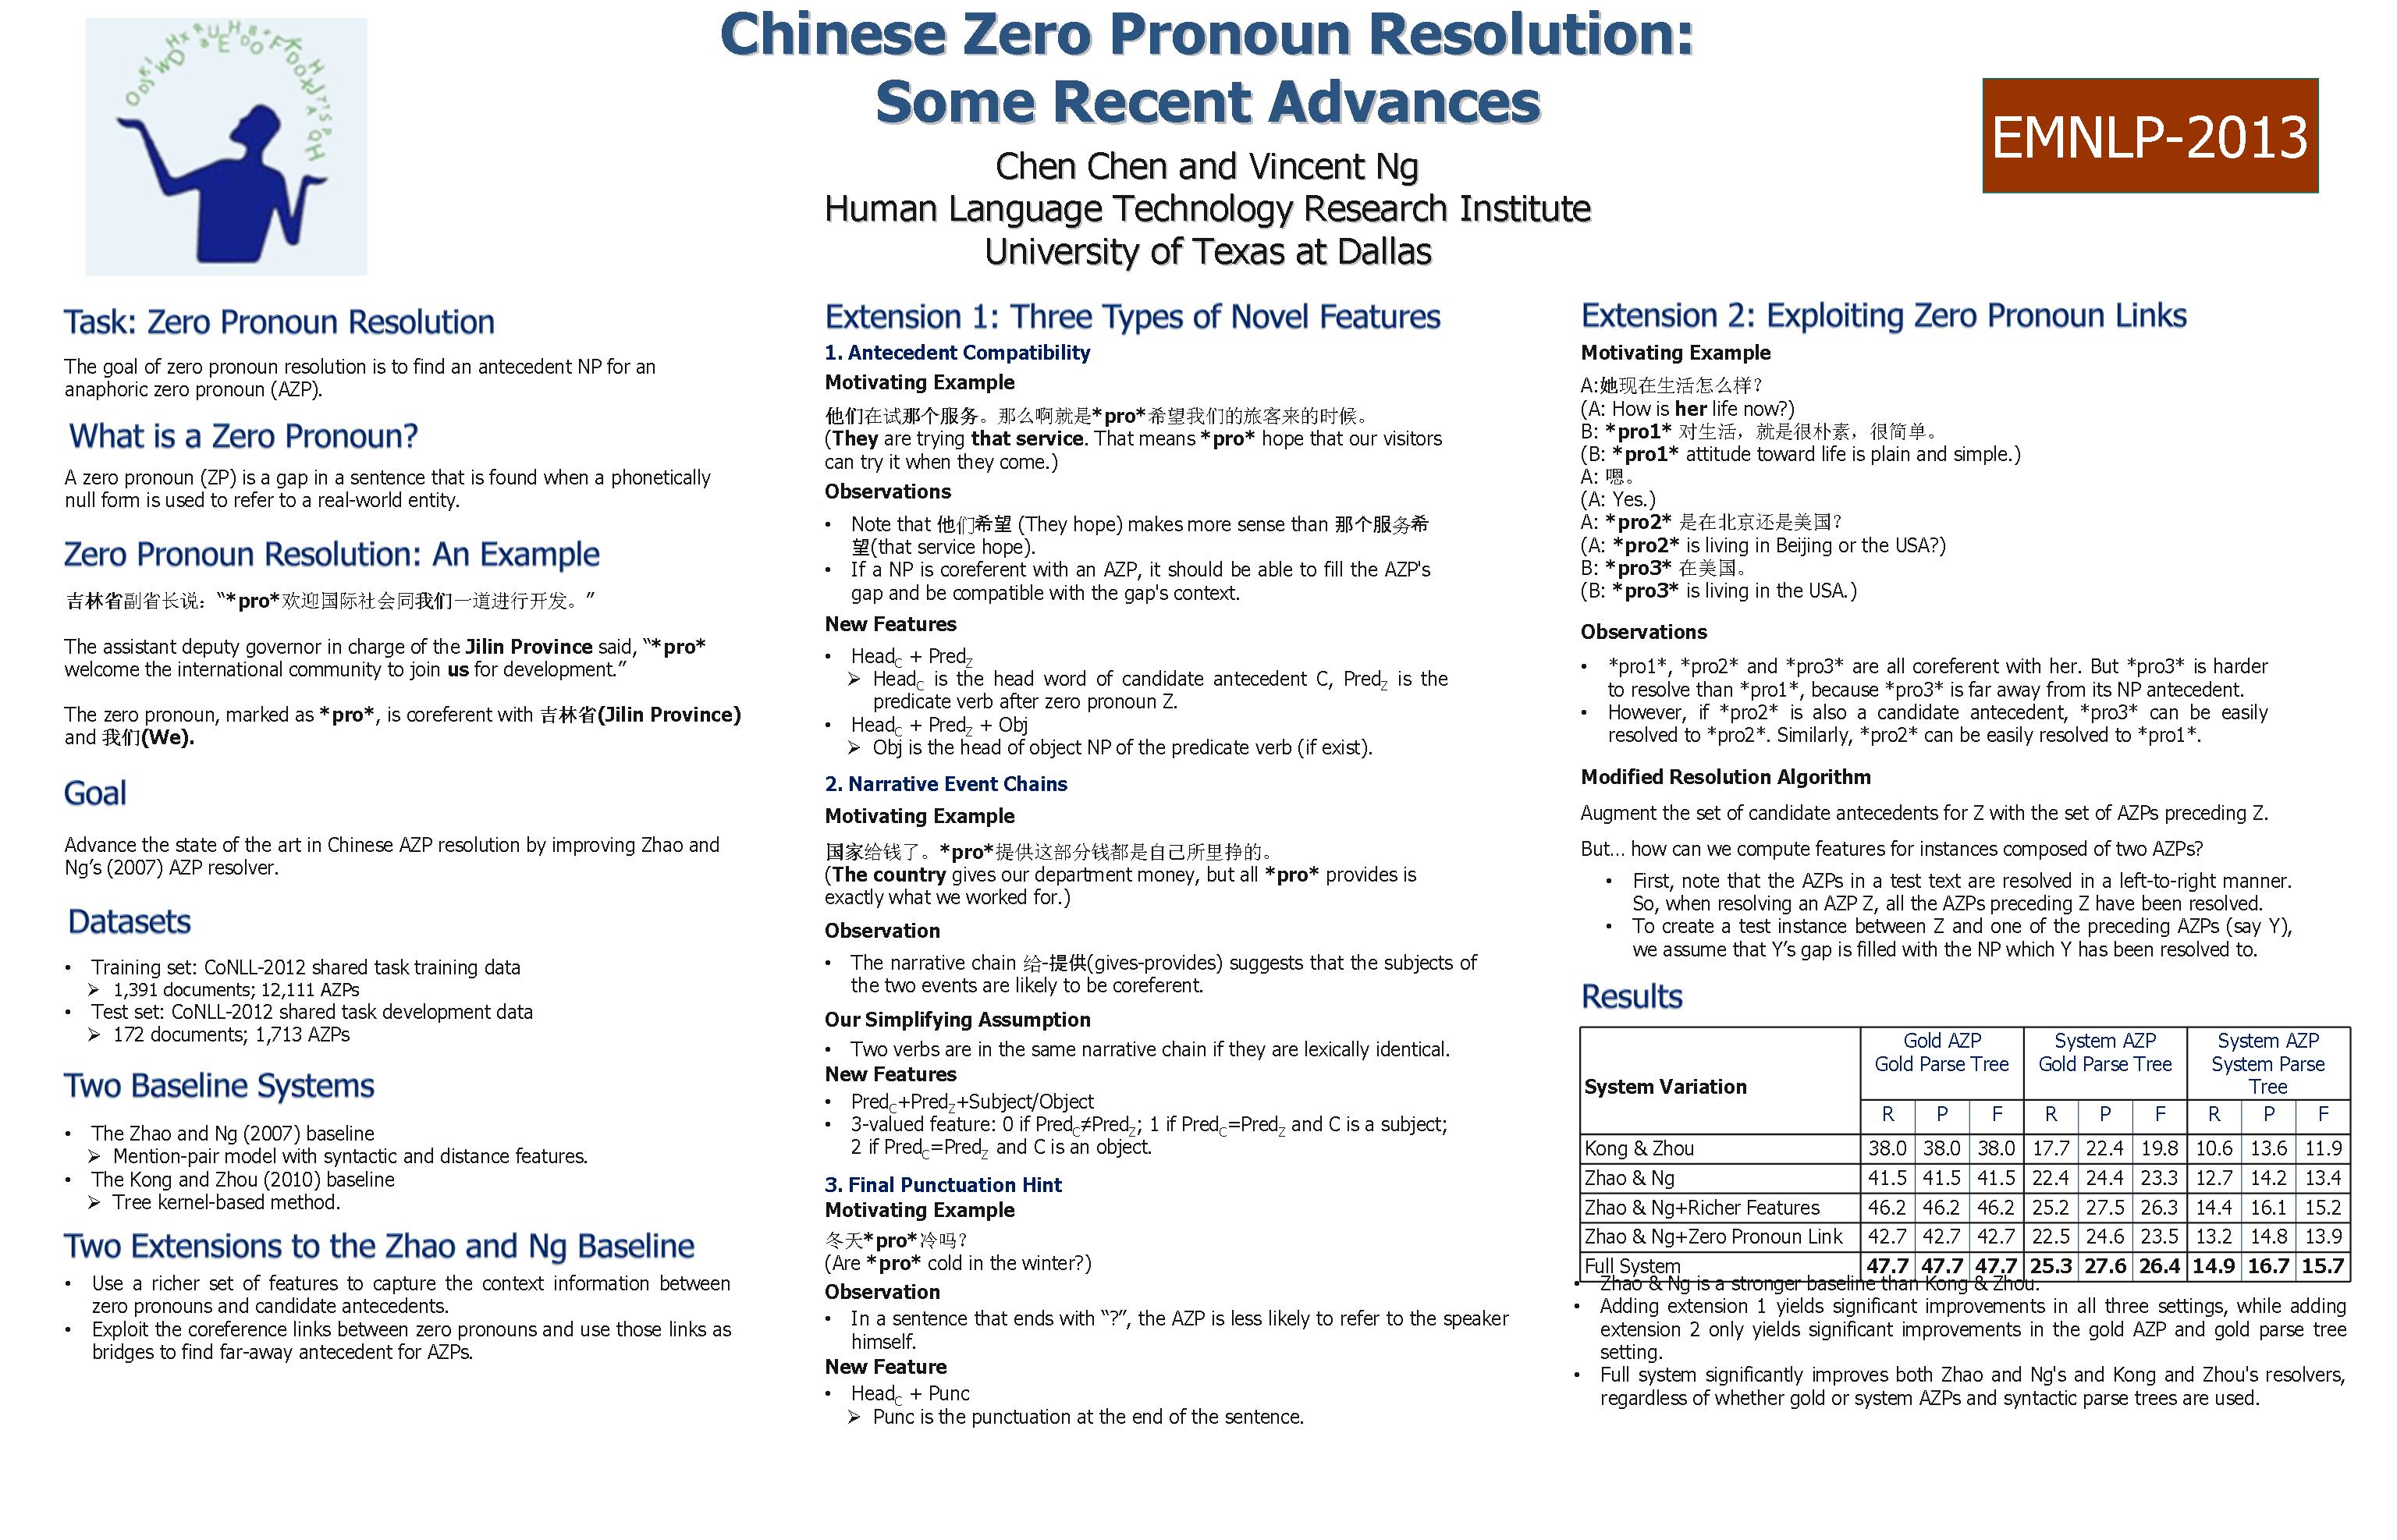 Chinese Zero Pronoun Resolution:
Some Recent Advances
Chen Chen and Vincent Ng
Human Language Technology Research Institute
University of Texas at Dallas
EMNLP-2013
Task: Zero Pronoun Resolution
The goal of zero pronoun resolution is to find an antecedent NP for an
anaphoric zero pronoun (AZP).
What is a Zero Pronoun?
A zero pronoun (ZP) is a gap in a sentence that is found when a phonetically
null form is used to refer to a real-world entity.
Zero Pronoun Resolution: An Example
吉林省副省长说：“*pro*欢迎国际社会同我们一道进行开发。”
The assistant deputy governor in charge of the Jilin Province said, “*pro*
welcome the international community to join us for development.”
The zero pronoun, marked as *pro*, is coreferent with 吉林省(Jilin Province)
and 我们(We).
Goal
Advance the state of the art in Chinese AZP resolution by improving Zhao and
Ng’s (2007) AZP resolver.
Datasets
• Training set: CoNLL-2012 shared task training data
➢ 1,391 documents; 12,111 AZPs
• Test set: CoNLL-2012 shared task development data
➢ 172 documents; 1,713 AZPs
Two Baseline Systems
• The Zhao and Ng (2007) baseline
➢ Mention-pair model with syntactic and distance features.
• The Kong and Zhou (2010) baseline
➢ Tree kernel-based method.
Two Extensions to the Zhao and Ng Baseline
• Use a richer set of features to capture the context information between
zero pronouns and candidate antecedents.
• Exploit the coreference links between zero pronouns and use those links as
bridges to find far-away antecedent for AZPs.
Extension 1: Three Types of Novel Features
1. Antecedent Compatibility
Motivating Example
他们在试那个服务。那么啊就是*pro*希望我们的旅客来的时候。
(They are trying that service. That means *pro* hope that our visitors
can try it when they come.)
Observations
• Note that 他们希望 (They hope) makes more sense than 那个服务希
望(that service hope).
• If a NP is coreferent with an AZP, it should be able to fill the AZP's
gap and be compatible with the gap's context.
New Features
• HeadC + PredZ
➢ HeadC is the head word of candidate antecedent C, PredZ is the
predicate verb after zero pronoun Z.
• HeadC + PredZ + Obj
➢ Obj is the head of object NP of the predicate verb (if exist).
2. Narrative Event Chains
Motivating Example
国家给钱了。*pro*提供这部分钱都是自己所里挣的。
(The country gives our department money, but all *pro* provides is
exactly what we worked for.)
Observation
• The narrative chain 给-提供(gives-provides) suggests that the subjects of
the two events are likely to be coreferent.
Our Simplifying Assumption
• Two verbs are in the same narrative chain if they are lexically identical.
New Features
• PredC+PredZ+Subject/Object
• 3-valued feature: 0 if PredC≠PredZ; 1 if PredC=PredZ and C is a subject;
2 if PredC=PredZ and C is an object.
3. Final Punctuation Hint
Motivating Example
冬天*pro*冷吗？
(Are *pro* cold in the winter?)
Observation
• In a sentence that ends with “?”, the AZP is less likely to refer to the speaker
himself.
New Feature
• HeadC + Punc
➢ Punc is the punctuation at the end of the sentence.
Extension 2: Exploiting Zero Pronoun Links
Motivating Example
A:她现在生活怎么样？
(A: How is her life now?)
B: *pro1* 对生活，就是很朴素，很简单。
(B: *pro1* attitude toward life is plain and simple.)
A: 嗯。
(A: Yes.)
A: *pro2* 是在北京还是美国？
(A: *pro2* is living in Beijing or the USA?)
B: *pro3* 在美国。
(B: *pro3* is living in the USA.)
Observations
• *pro1*, *pro2* and *pro3* are all coreferent with her. But *pro3* is harder
to resolve than *pro1*, because *pro3* is far away from its NP antecedent.
• However, if *pro2* is also a candidate antecedent, *pro3* can be easily
resolved to *pro2*. Similarly, *pro2* can be easily resolved to *pro1*.
Modified Resolution Algorithm
Augment the set of candidate antecedents for Z with the set of AZPs preceding Z.
But... how can we compute features for instances composed of two AZPs?
• First, note that the AZPs in a test text are resolved in a left-to-right manner.
So, when resolving an AZP Z, all the AZPs preceding Z have been resolved.
• To create a test instance between Z and one of the preceding AZPs (say Y),
we assume that Y’s gap is filled with the NP which Y has been resolved to.
Results
System Variation
Gold AZP
Gold Parse Tree
System AZP
Gold Parse Tree
System AZP
System Parse
Tree
R P F R P F R P F
Kong & Zhou 38.0 38.0 38.0 17.7 22.4 19.8 10.6 13.6 11.9
Zhao & Ng 41.5 41.5 41.5 22.4 24.4 23.3 12.7 14.2 13.4
Zhao & Ng+Richer Features 46.2 46.2 46.2 25.2 27.5 26.3 14.4 16.1 15.2
Zhao & Ng+Zero Pronoun Link 42.7 42.7 42.7 22.5 24.6 23.5 13.2 14.8 13.9
Full System 47.7 47.7 47.7 25.3 27.6 26.4 14.9 16.7 15.7
• Zhao & Ng is a stronger baseline than Kong & Zhou.
• Adding extension 1 yields significant improvements in all three settings, while adding
extension 2 only yields significant improvements in the gold AZP and gold parse tree
setting.
• Full system significantly improves both Zhao and Ng's and Kong and Zhou's resolvers,
regardless of whether gold or system AZPs and syntactic parse trees are used.